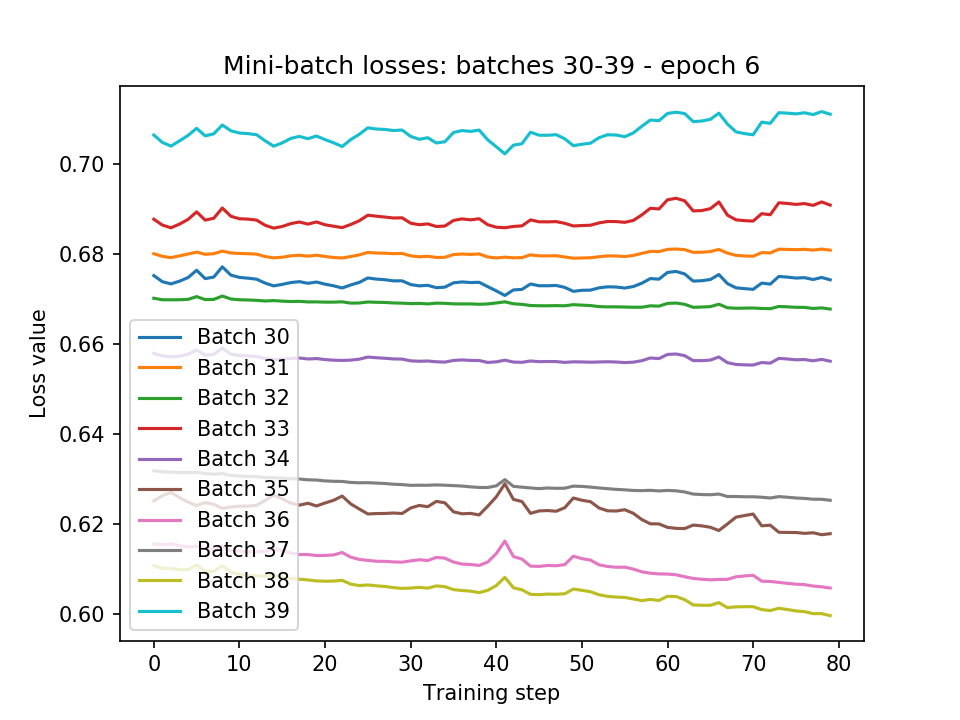 Mini-batch losses: batches 30-39 - epoch 6
Loss value
0.70
0.68
0.66
0.64
0.62
0.60
Batch 30
Batch 31
Batch 32
Batch 33
Batch 34
Batch 35
Batch 36
Batch 37
Batch 38
Batch 39
0 10 20 30 40 50 60 70 80
Training step